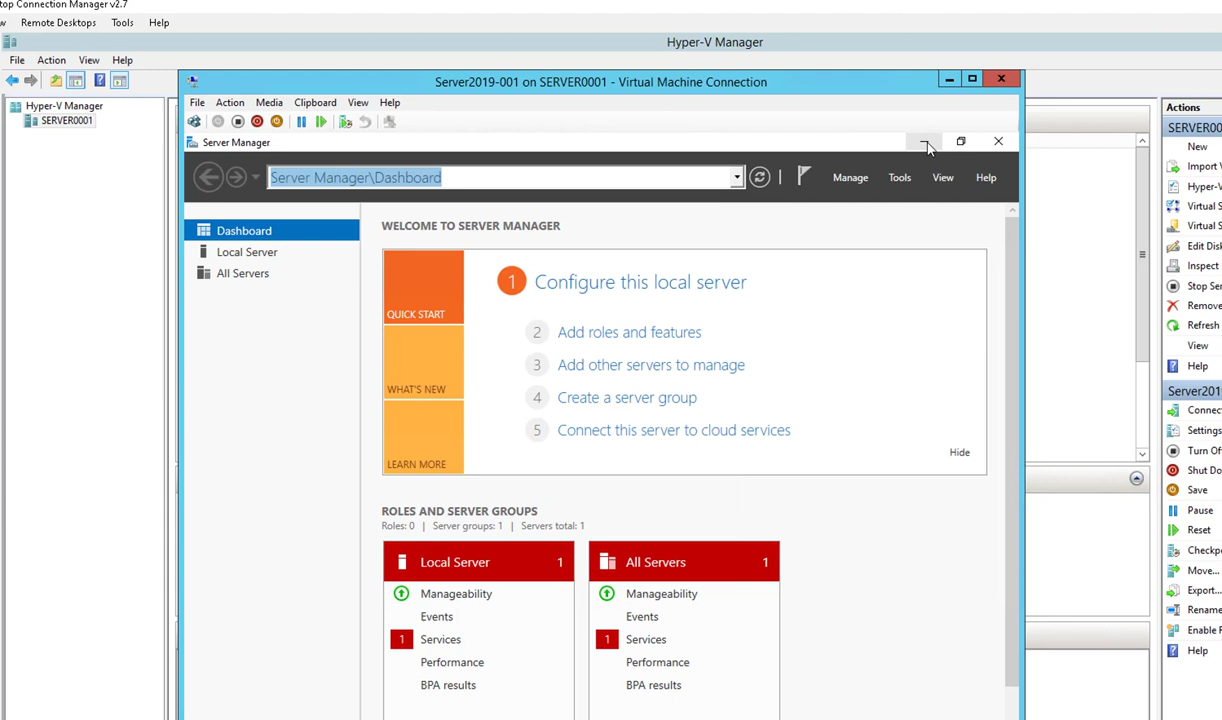 top Connection Manager v2.7
w Remote Desktops Tools Help
Hyper-V Manager
File Action View Help
Hyper-V Manager
SERVER0001
Server2019-001 on SERVER0001 - Virtual Machine Connection
File Action Media Clipboard View Help
Server Manager
Server Manager\Dashboard
Manage Tools View Help
Dashboard
Local Server
All Servers
WELCOME TO SERVER MANAGER
QUICK START
WHAT'S NEW
LEARN MORE
1 Configure this local server
2 Add roles and features
3 Add other servers to manage
4 Create a server group
5 Connect this server to cloud services
Hide
ROLES AND SERVER GROUPS
Roles: 0 | Server groups: 1 | Servers total: 1
Local Server 1
Manageability
Events
1 Services
Performance
BPA results
All Servers 1
Manageability
Events
1 Services
Performance
BPA results
Actions
SERVER00
New
Import V
Hyper-V
Virtual S
Virtual S
Edit Disk
Inspect
Stop Ser
Remove
Refresh
View
Help
Server201
Connec
Settings
Turn Off
Shut Do
Save
Pause
Reset
Checkpo
Move...
Export...
Rename
Enable R
Help